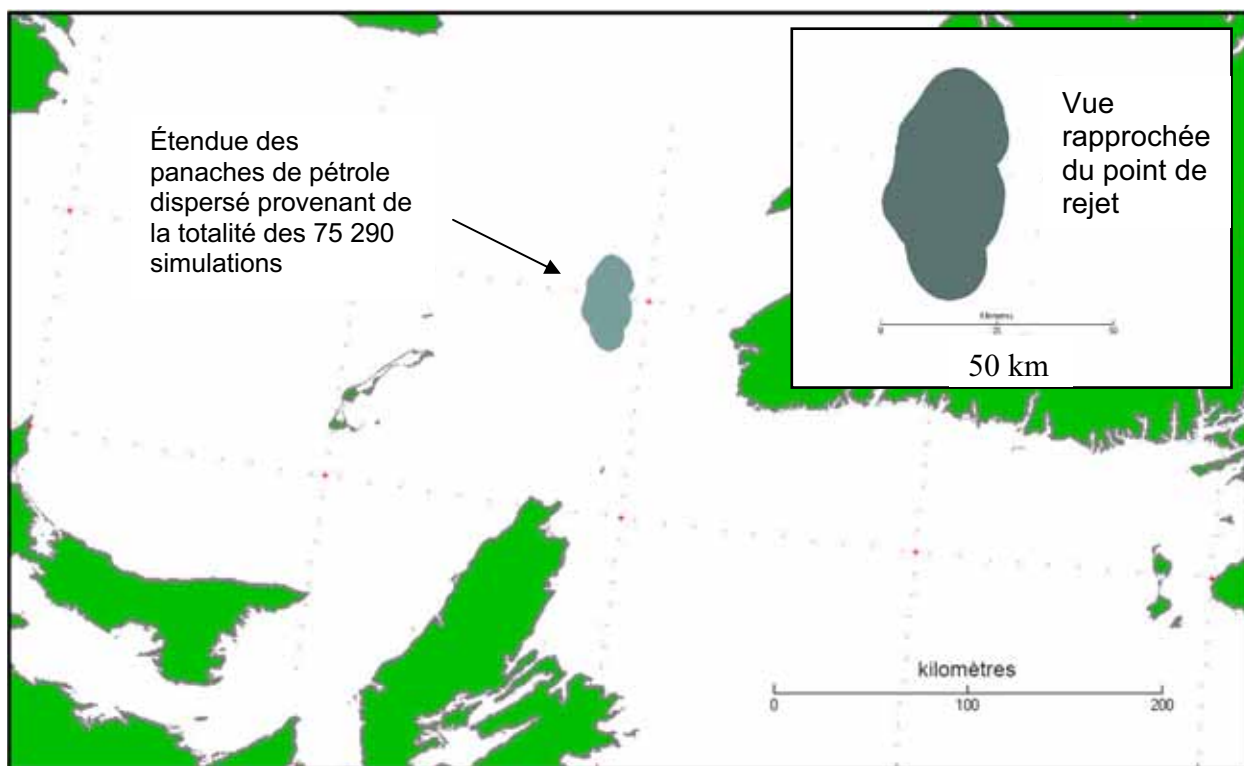 Étendue des
panaches de pétrole
dispersé provenant de
la totalité des 75 290
simulations
Vue
rapprochée
du point de
rejet
50 km
kilomètres
0 100 200